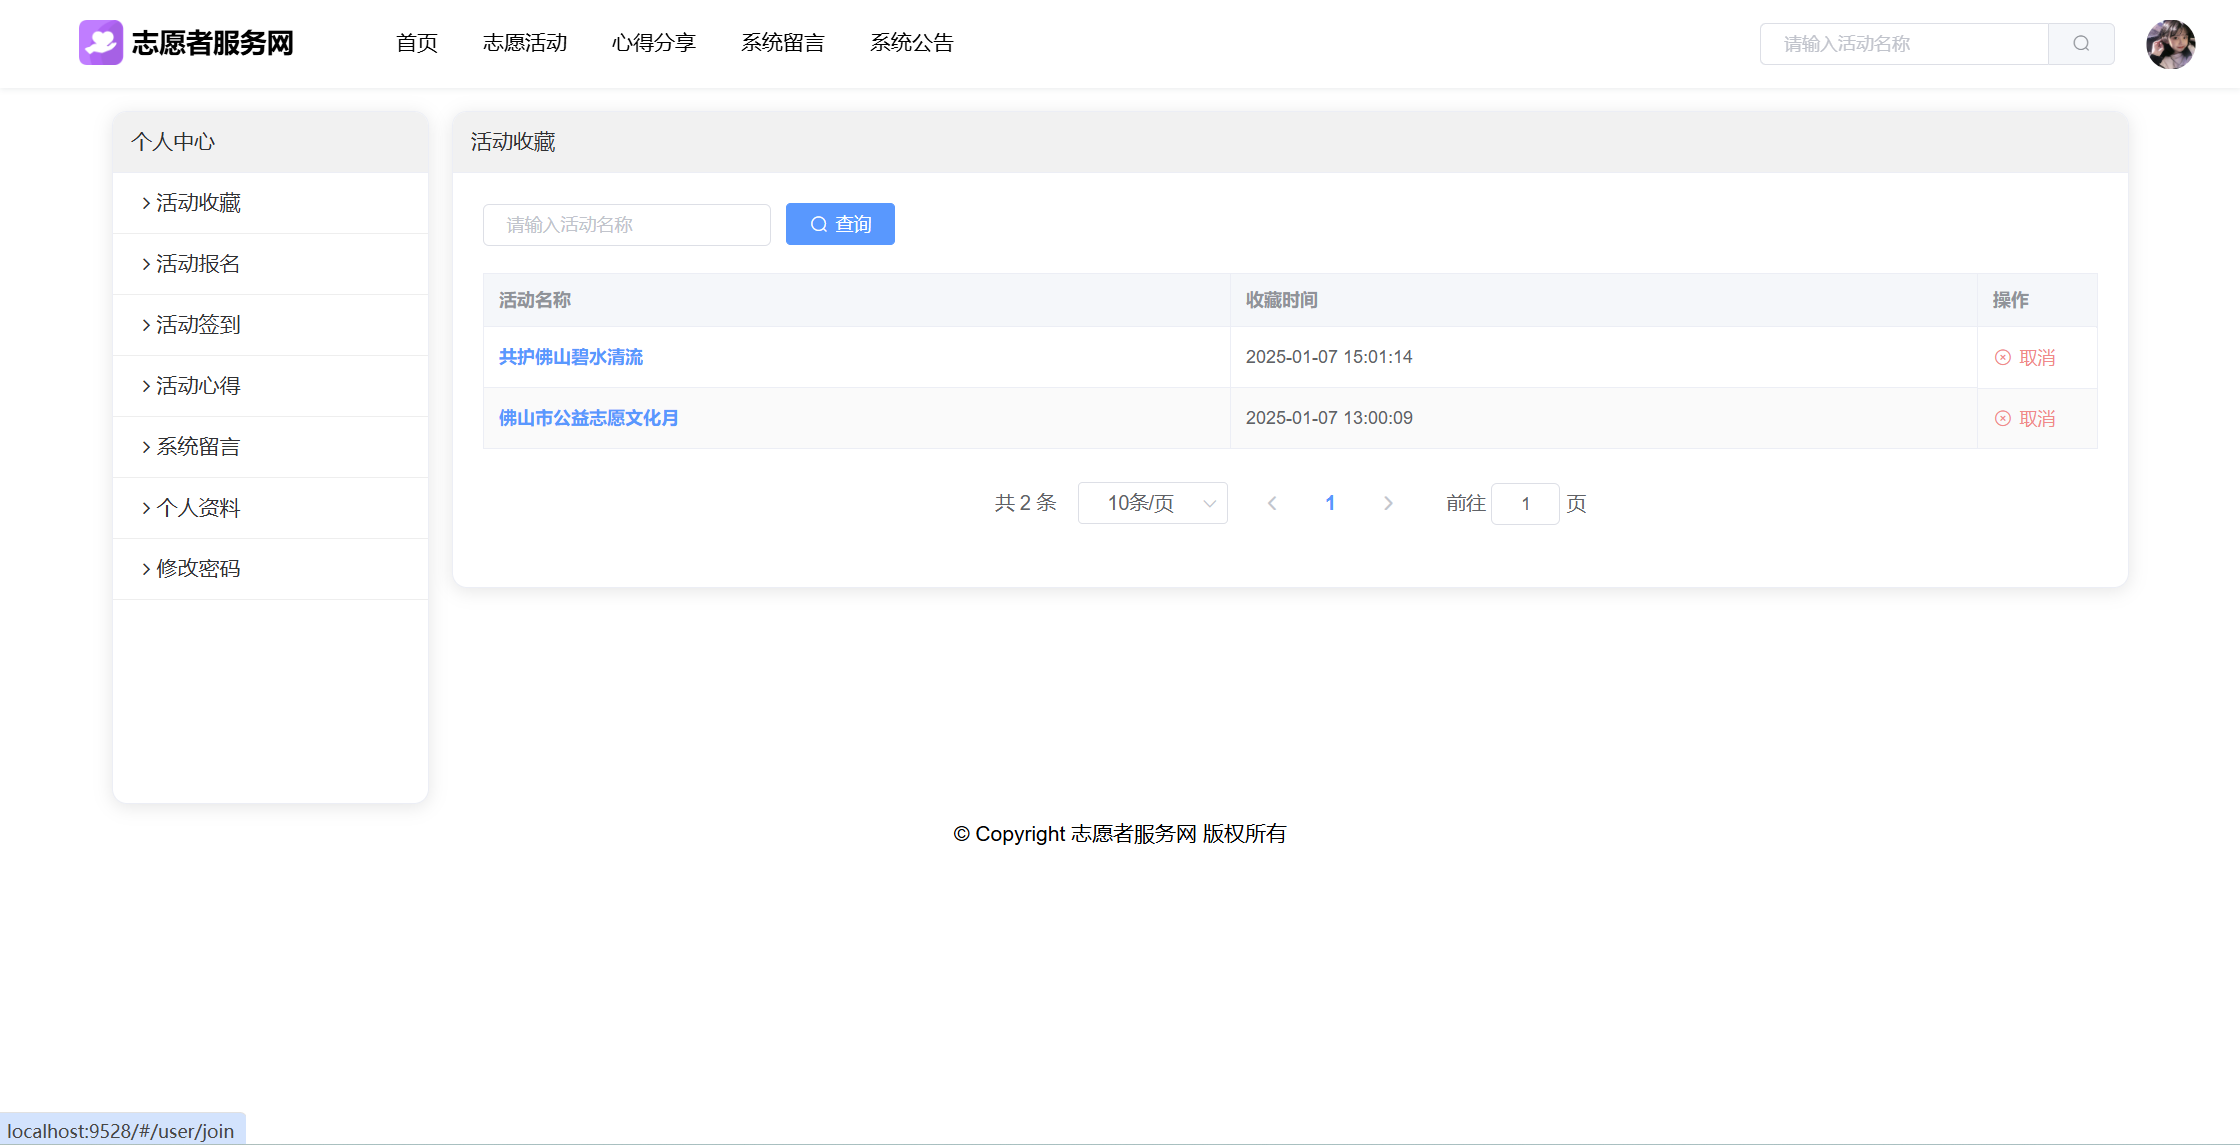 志愿者服务网 首页 志愿活动 心得分享 系统留言 系统公告 请输入活动名称
个人中心
活动收藏
活动报名
活动签到
活动心得
系统留言
个人资料
修改密码
活动收藏
请输入活动名称 查询
活动名称 收藏时间 操作
共护佛山碧水清流 2025-01-07 15:01:14 取消
佛山市公益志愿文化月 2025-01-07 13:00:09 取消
共 2 条 10条/页 1 前往 1 页
© Copyright 志愿者服务网 版权所有
localhost:9528/#/user/join